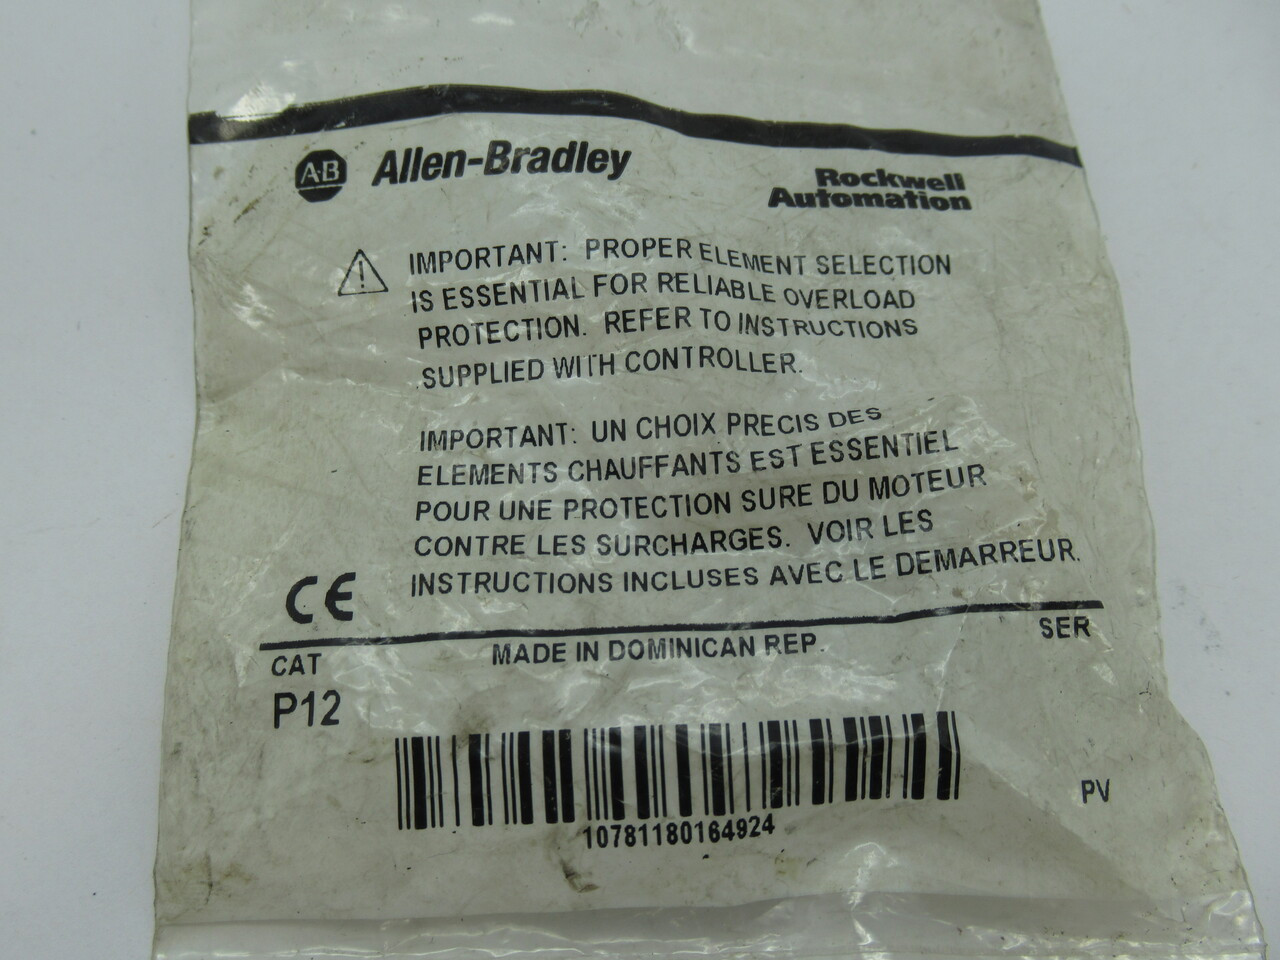 A-B Allen-Bradley
Rockwell
Automation
IMPORTANT: PROPER ELEMENT SELECTION
IS ESSENTIAL FOR RELIABLE OVERLOAD
PROTECTION. REFER TO INSTRUCTIONS
SUPPLIED WITH CONTROLLER.
IMPORTANT: UN CHOIX PRECIS DES
ELEMENTS CHAUFFANTS EST ESSENTIEL
POUR UNE PROTECTION SURE DU MOTEUR
CONTRE LES SURCHARGES. VOIR LES
INSTRUCTIONS INCLUSES AVEC LE DEMARREUR.
CE
CAT MADE IN DOMINICAN REP. SER
P12
PV
10781180164924